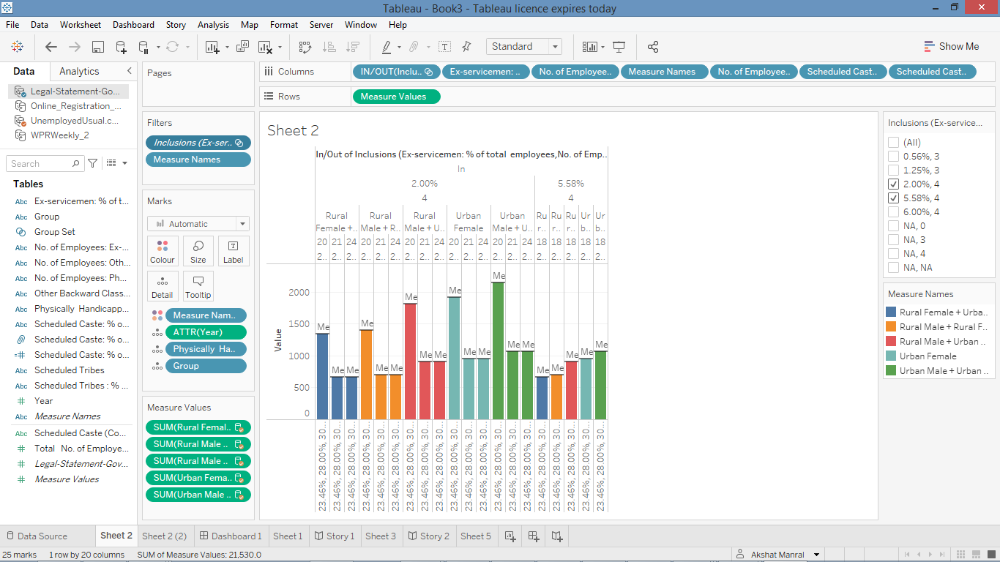 Tableau - Book3 - Tableau licence expires today
File Data Worksheet Dashboard Story Analysis Map Format Server Window Help
Standard
Show Me
Data Analytics
Legal-Statement-Go...
Online_Registration_...
UnemployedUsual.c...
WPRWeekly_2
Search
Tables
Abc Ex-servicemen: % of t...
Abc Group
Group Set
Abc No. of Employees: Ex-...
Abc No. of Employees: Oth...
Abc No. of Employees: Ph...
Abc Other Backward Class...
Abc Physically Handicapp...
Abc Scheduled Caste: % o...
Scheduled Caste: % o...
Scheduled Caste: % o...
Abc Scheduled Tribes
Abc Scheduled Tribes : % ...
Year
Abc Measure Names
Abc Scheduled Caste (Co...
Total No. of Employe...
Legal-Statement-Gov...
Measure Values
Pages
Filters
Inclusions (Ex-ser..
Measure Names
Marks
Automatic
Colour Size Label
Detail Tooltip
Measure Nam..
ATTR(Year)
Physically Ha..
Group
Measure Values
SUM(Rural Femal..
SUM(Rural Male ..
SUM(Rural Male ..
SUM(Urban Fema..
SUM(Urban Male ..
Columns IN/OUT(Inclu.. Ex-servicemen: .. No. of Employee.. Measure Names No. of Employee.. Scheduled Cast.. Scheduled Cast..
Rows Measure Values
Sheet 2
In/Out of Inclusions (Ex-servicemen: % of total employees,No. of Emp..
In
2.00% 5.58%
4 4
Rural Rural Rural Urban Urban Ru Ru Ru Ur Ur
Female +.. Male + R.. Male + U.. Female Male + U.. r.. r.. r.. b.. b..
20 21 24 20 21 24 20 21 24 20 21 24 20 21 24 18 18 18 18 18
2.. 2.. 2.. 2.. 2.. 2.. 2.. 2.. 2.. 2.. 2.. 2.. 2.. 2.. 2.. 2.. 2.. 2.. 2.. 2..
Value
2000
1500
1000
500
0
Me Me Me Me Me Me Me Me Me Me Me Me Me Me Me Me Me Me Me Me
23.46%, 28.00%, 30... 23.46%, 28.00%, 30... 23.46%, 28.00%, 30... 23.46%, 28.00%, 30... 23.46%, 28.00%, 30... 23.46%, 28.00%, 30... 23.46%, 28.00%, 30... 23.46%, 28.00%, 30... 23.46%, 28.00%, 30... 23.46%, 28.00%, 30... 23.46%, 28.00%, 30... 23.46%, 28.00%, 30... 23.46%, 28.00%, 30... 23.46%, 28.00%, 30... 23.46%, 28.00%, 30... 23.46%, 28.00%, 30... 23.46%, 28.00%, 30... 23.46%, 28.00%, 30... 23.46%, 28.00%, 30... 23.46%, 28.00%, 30...
Inclusions (Ex-service...
(All)
0.56%, 3
1.25%, 3
2.00%, 4
5.58%, 4
6.00%, 4
NA, 0
NA, 3
NA, 4
NA, NA
Measure Names
Rural Female + Urba..
Rural Male + Rural F..
Rural Male + Urban ..
Urban Female
Urban Male + Urban ..
Data Source Sheet 2 Sheet 2 (2) Dashboard 1 Sheet 1 Story 1 Sheet 3 Story 2 Sheet 5
25 marks 1 row by 20 columns SUM of Measure Values: 21,530.0 Akshat Manral